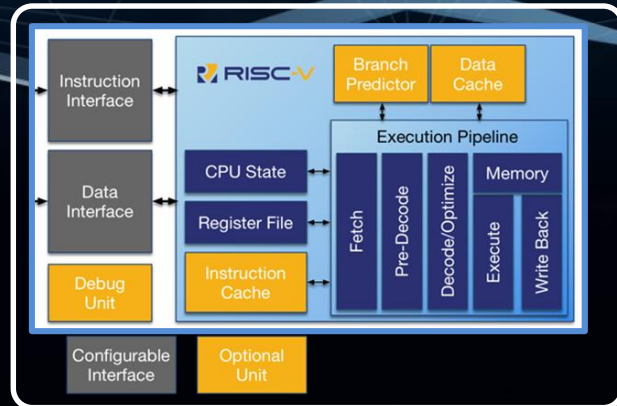 Instruction
Interface
RISC-V
Branch
Predictor
Data
Cache
Execution Pipeline
Data
Interface
CPU State
Register File
Instruction
Cache
Fetch
Pre-Decode
Decode/Optimize
Memory
Execute
Write Back
Debug
Unit
Configurable
Interface
Optional
Unit